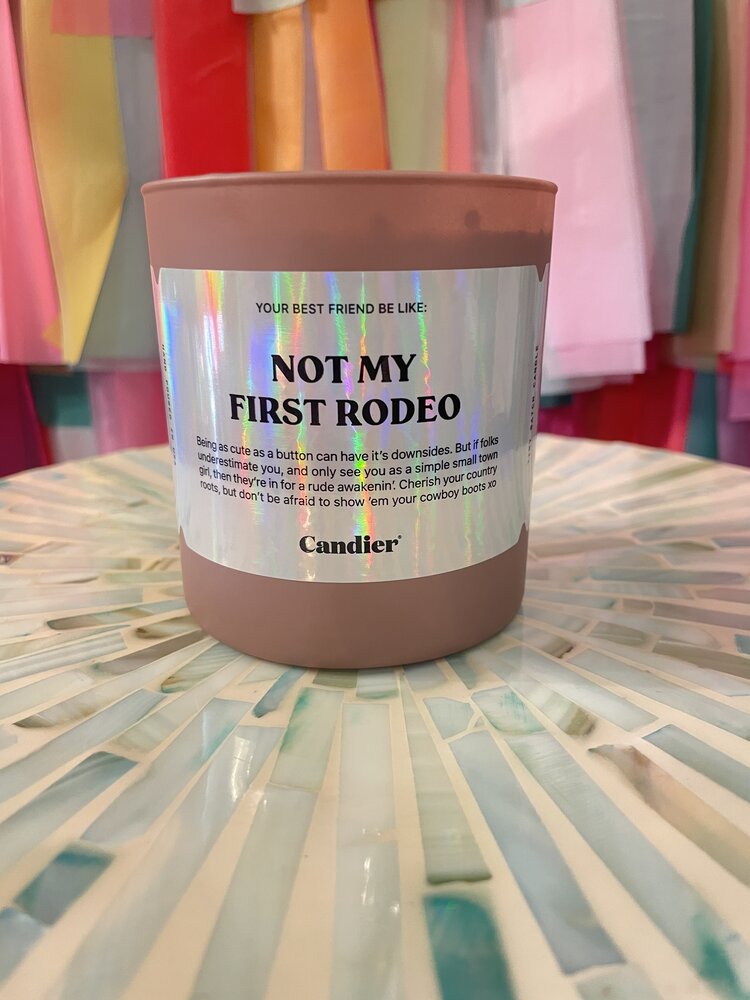 YOUR BEST FRIEND BE LIKE:
NOT MY
FIRST RODEO
Being as cute as a button can have it's downsides. But if folks
underestimate you, and only see you as a simple small town
girl, then they're in for a rude awakenin'. Cherish your country
roots, but don't be afraid to show 'em your cowboy boots xo
Candier®